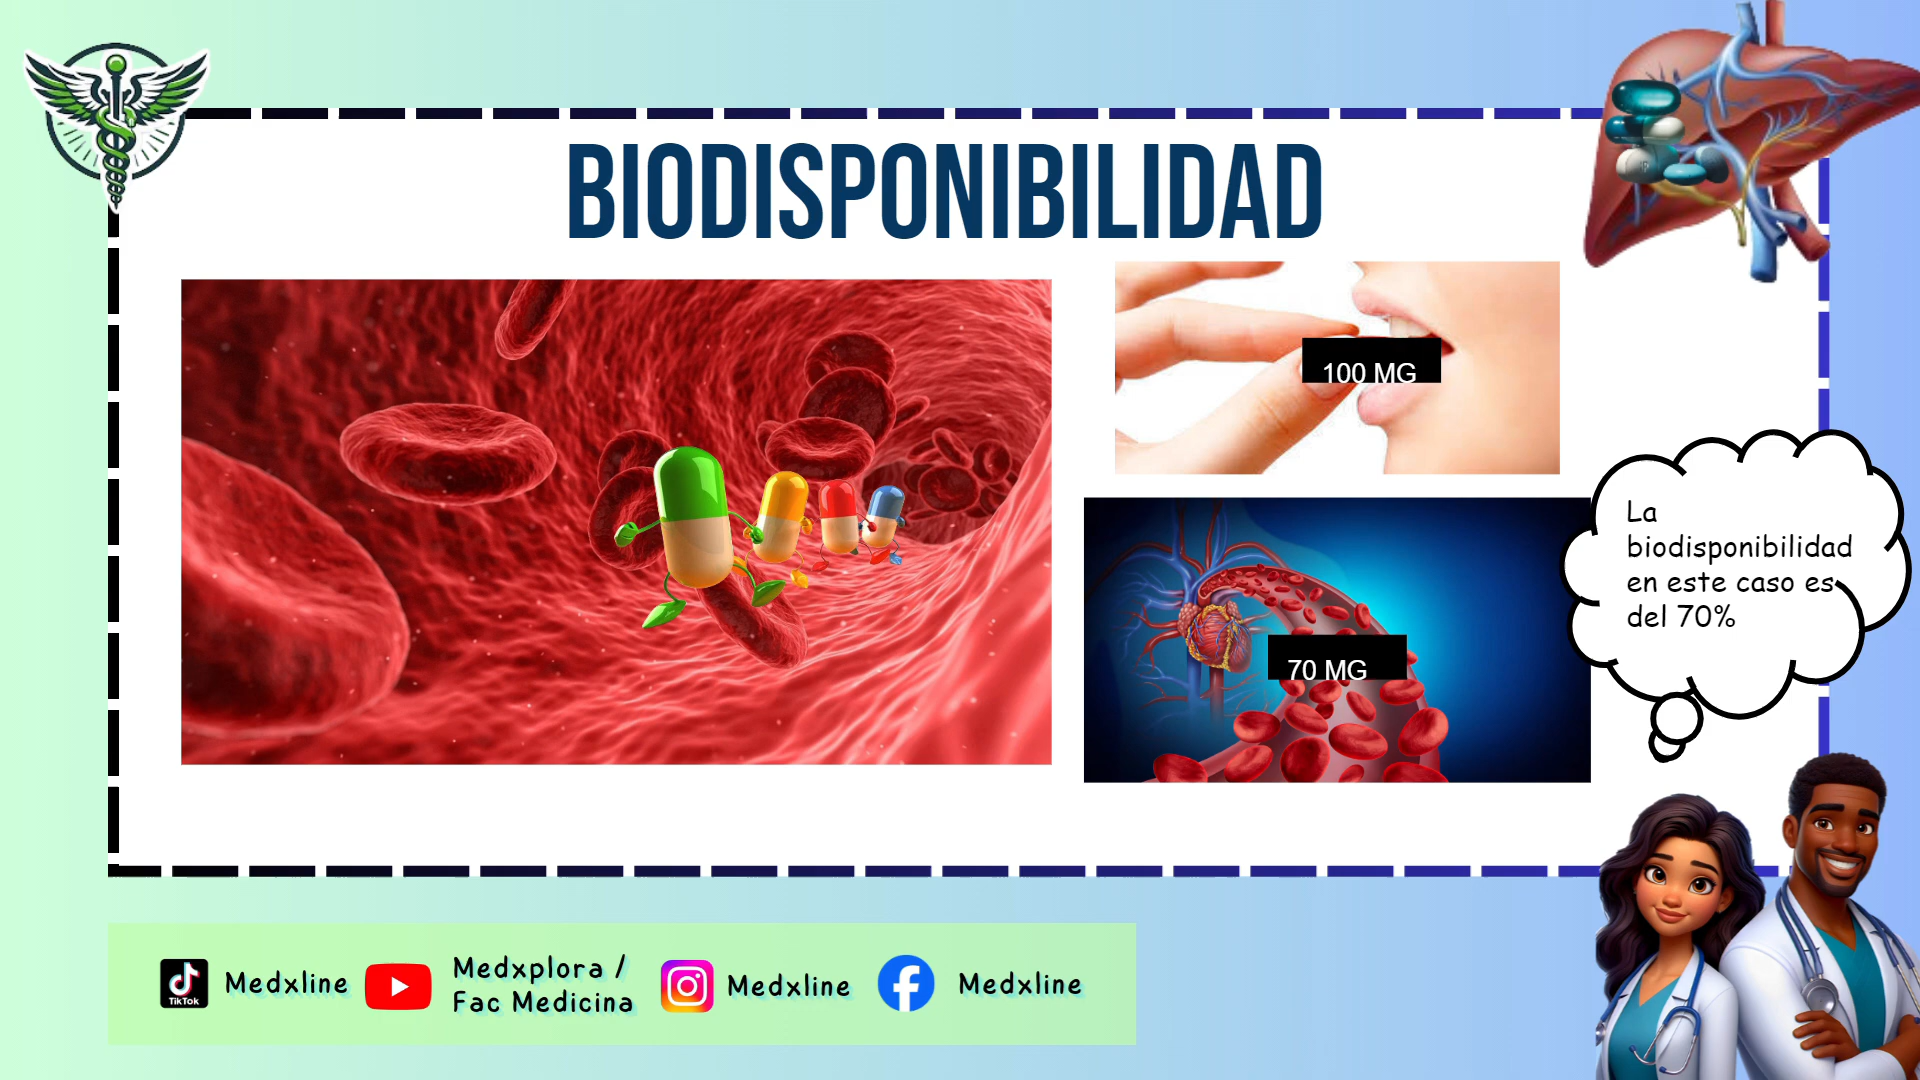 BIODISPONIBILIDAD
100 MG
70 MG
La
biodisponibilidad
en este caso es
del 70%
TikTok
Medxline
Medxplora /
Fac Medicina
Medxline
Medxline